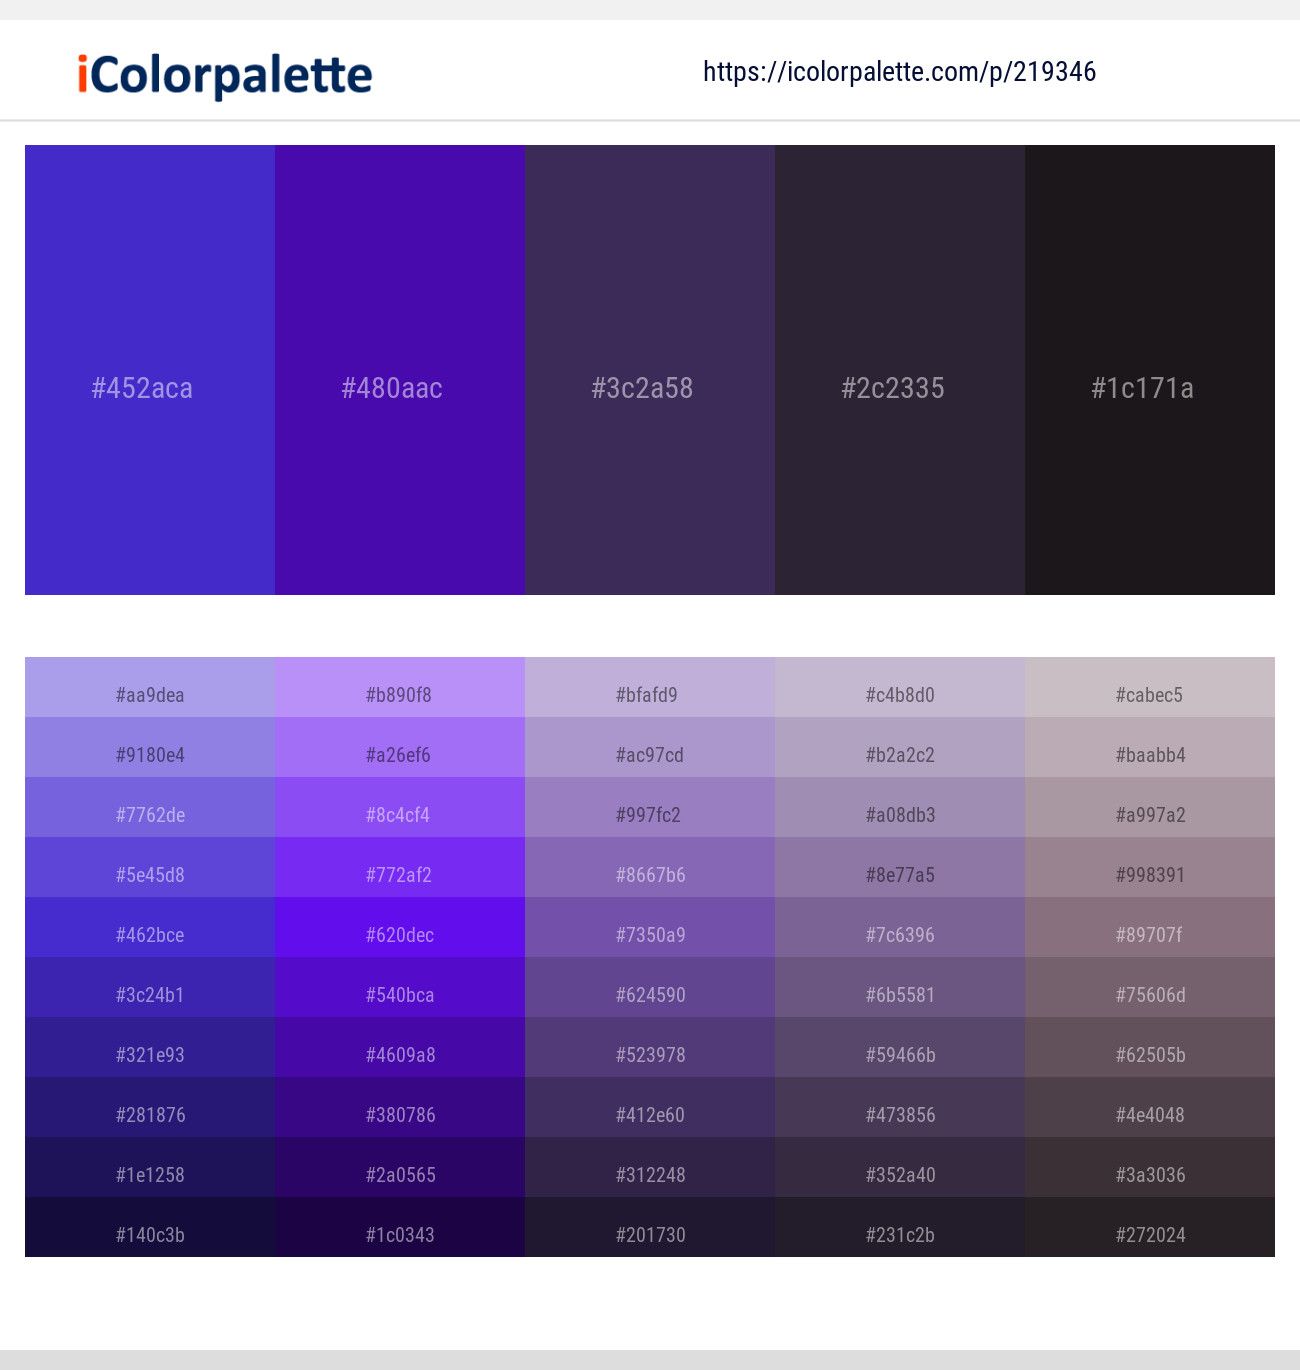 iColorpalette https://icolorpalette.com/p/219346
#452aca #480aac #3c2a58 #2c2335 #1c171a
#aa9dea #b890f8 #bfafd9 #c4b8d0 #cabec5
#9180e4 #a26ef6 #ac97cd #b2a2c2 #baabb4
#7762de #8c4cf4 #997fc2 #a08db3 #a997a2
#5e45d8 #772af2 #8667b6 #8e77a5 #998391
#462bce #620dec #7350a9 #7c6396 #89707f
#3c24b1 #540bca #624590 #6b5581 #75606d
#321e93 #4609a8 #523978 #59466b #62505b
#281876 #380786 #412e60 #473856 #4e4048
#1e1258 #2a0565 #312248 #352a40 #3a3036
#140c3b #1c0343 #201730 #231c2b #272024